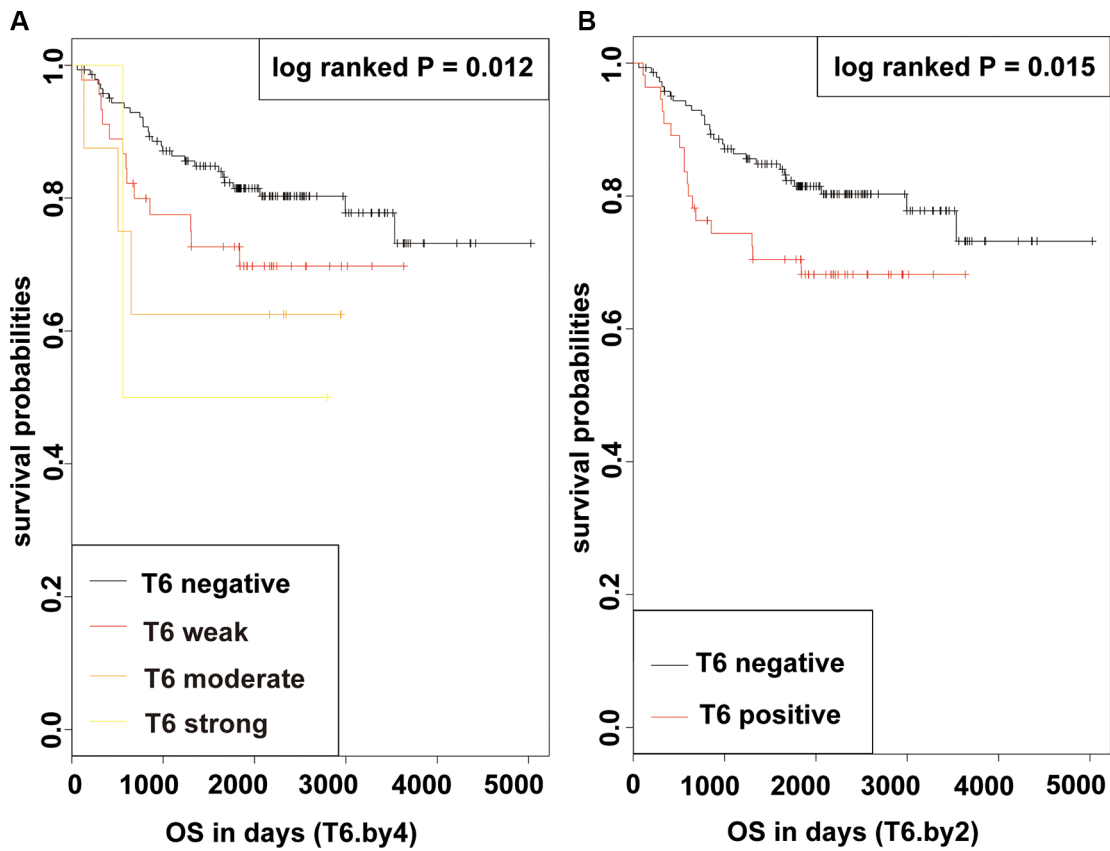 A
log ranked P = 0.012
survival probabilities
1.0
0.8
0.6
0.4
0.2
0.0
T6 negative
T6 weak
T6 moderate
T6 strong
0 1000 2000 3000 4000 5000
OS in days (T6.by4)
B
log ranked P = 0.015
survival probabilities
1.0
0.8
0.6
0.4
0.2
0.0
T6 negative
T6 positive
0 1000 2000 3000 4000 5000
OS in days (T6.by2)